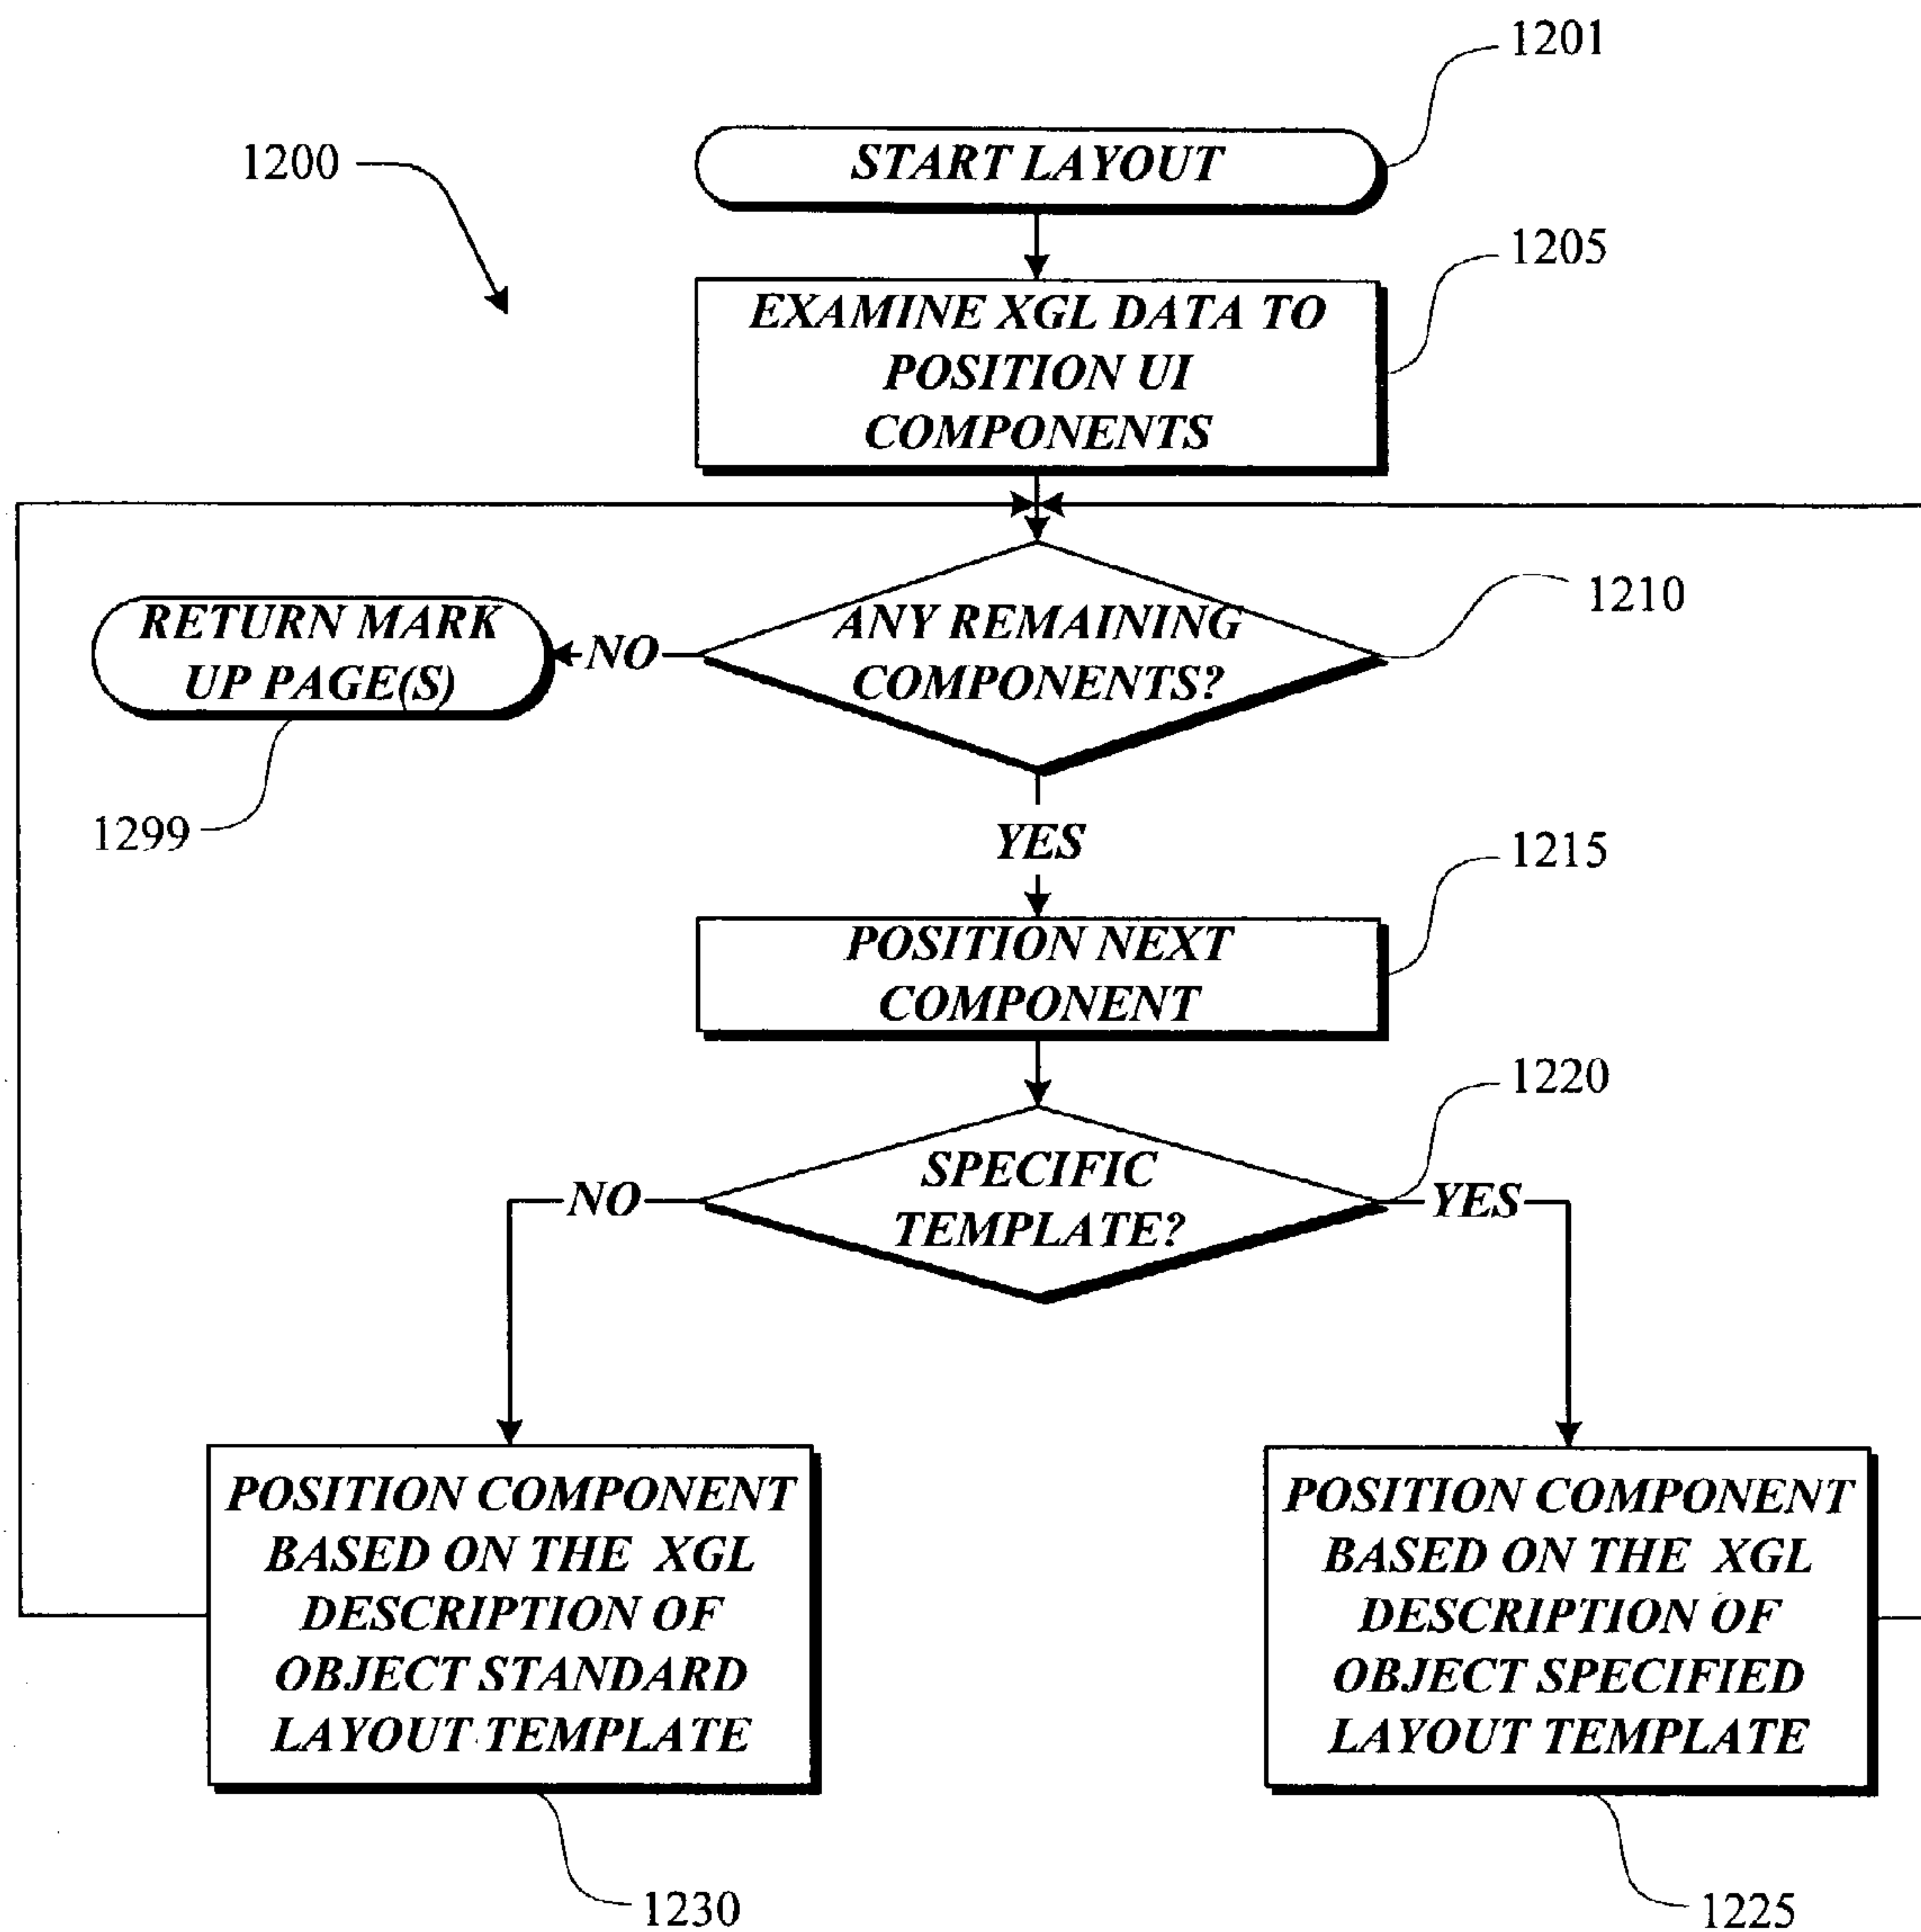 1201
START LAYOUT
1200
1205
EXAMINE XGL DATA TO
POSITION UI
COMPONENTS
1210
ANY REMAINING
COMPONENTS?
NO
RETURN MARK
UP PAGE(S)
1299
YES
1215
POSITION NEXT
COMPONENT
1220
SPECIFIC
TEMPLATE?
NO
YES
POSITION COMPONENT
BASED ON THE XGL
DESCRIPTION OF
OBJECT STANDARD
LAYOUT TEMPLATE
1230
POSITION COMPONENT
BASED ON THE XGL
DESCRIPTION OF
OBJECT SPECIFIED
LAYOUT TEMPLATE
1225